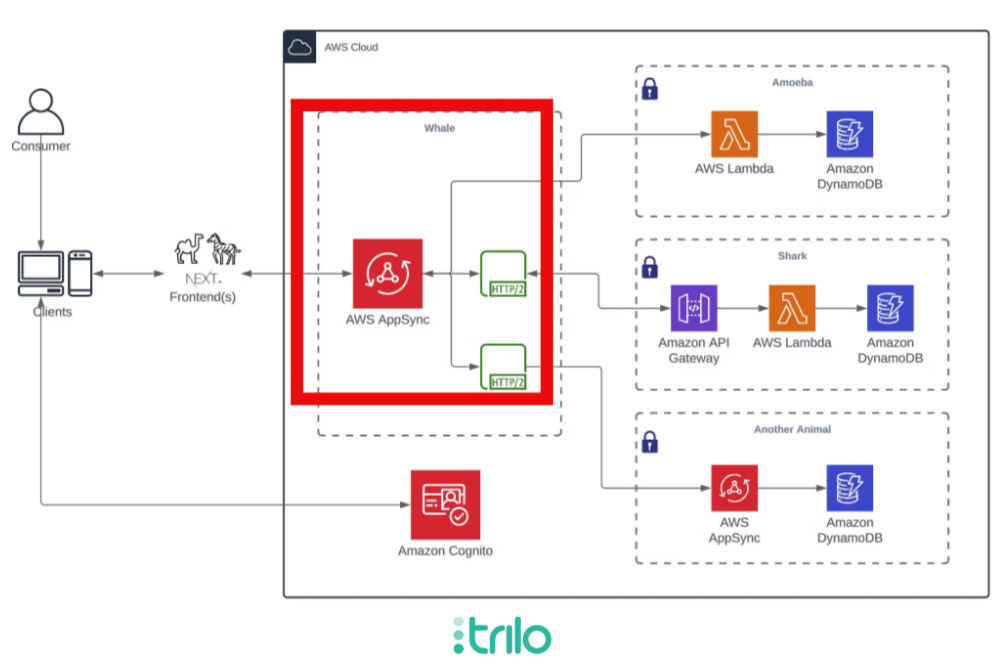 AWS Cloud
Consumer
Clients
NEXT.
Frontend(s)
Whale
AWS AppSync
HTTP/2
HTTP/2
Amazon Cognito
Amoeba
AWS Lambda
Amazon
DynamoDB
Shark
Amazon API
Gateway
AWS Lambda
Amazon
DynamoDB
Another Animal
AWS
AppSync
Amazon
DynamoDB
trilo